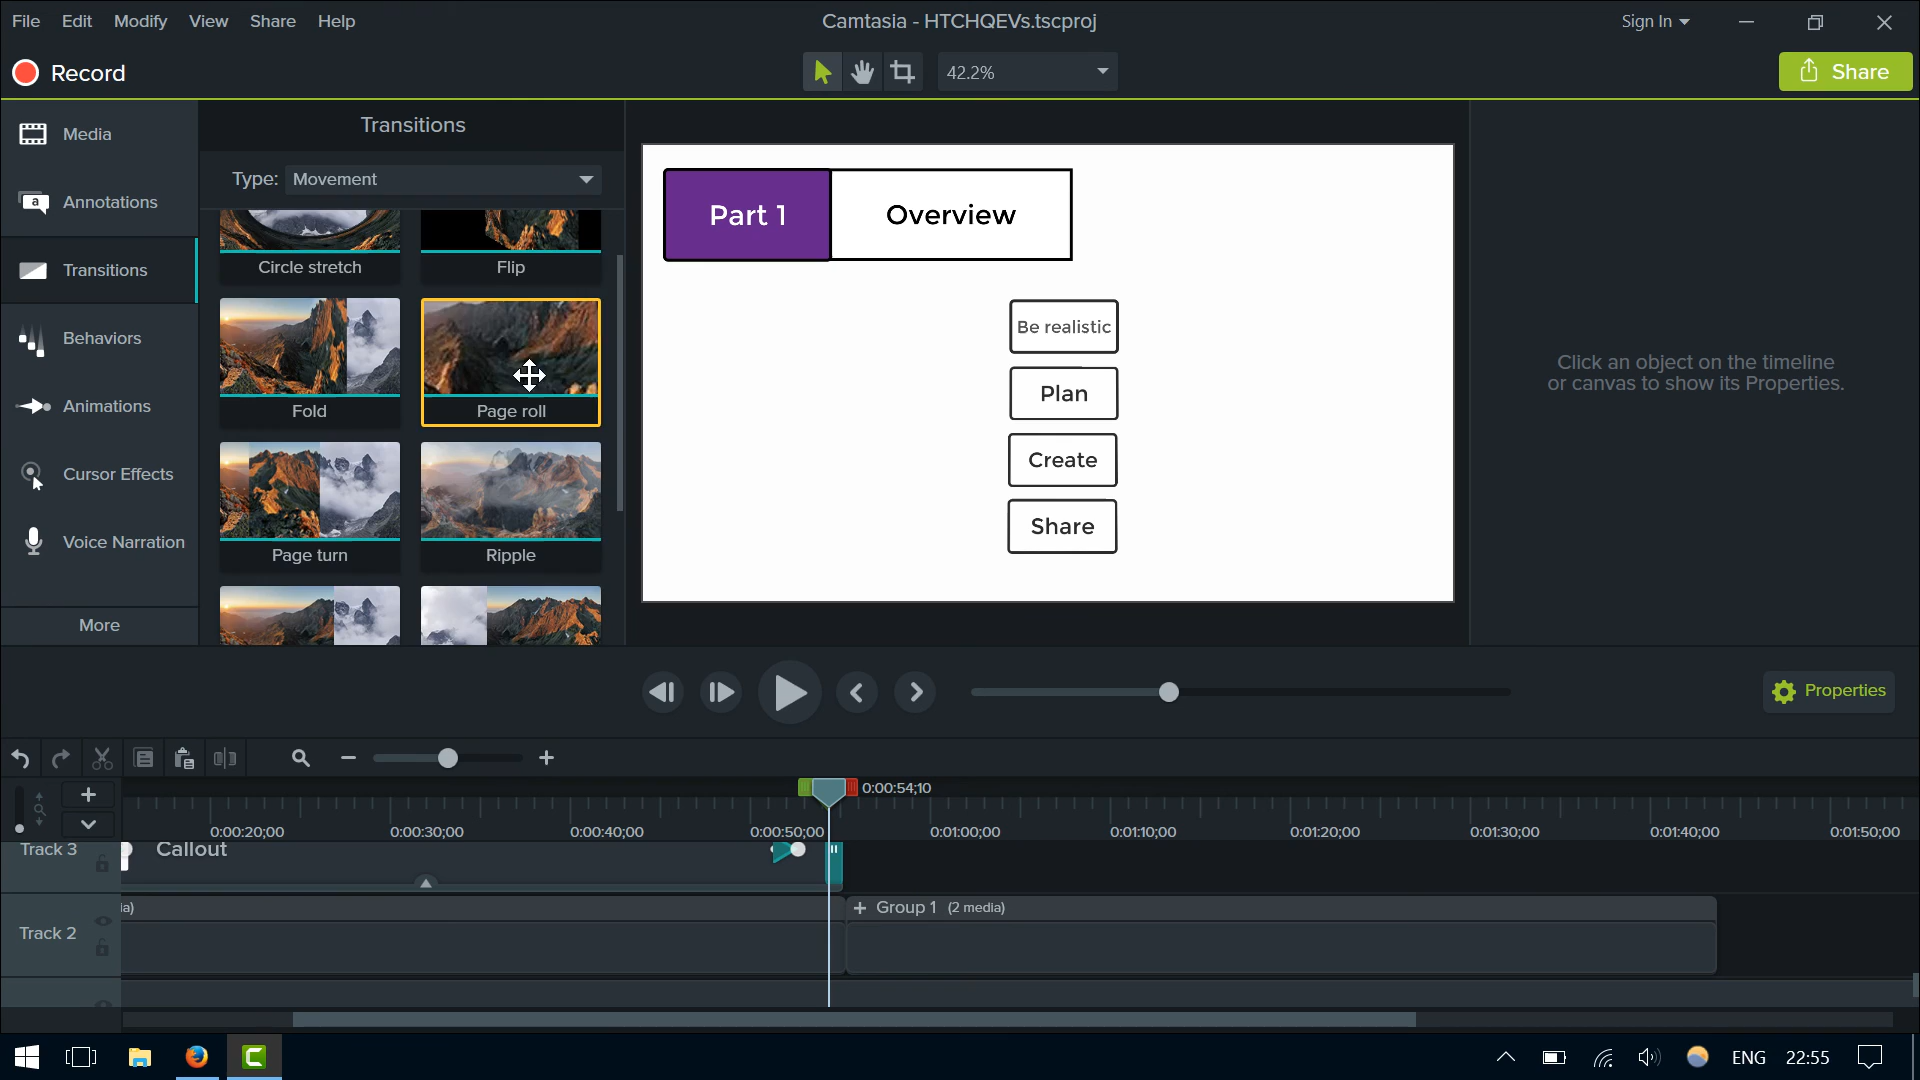 File Edit Modify View Share Help
Camtasia - HTCHQEVs.tscproj
Sign In
Record
42.2%
Share
Media
Annotations
Transitions
Behaviors
Animations
Cursor Effects
Voice Narration
More
Transitions
Type: Movement
Circle stretch
Flip
Fold
Page roll
Page turn
Ripple
Part 1
Overview
Be realistic
Plan
Create
Share
Click an object on the timeline
or canvas to show its Properties.
Properties
0:00:54;10
0:00:20;00 0:00:30;00 0:00:40;00 0:00:50;00 0:01:00;00 0:01:10;00 0:01:20;00 0:01:30;00 0:01:40;00 0:01:50;00
Track 3
Callout
ia)
+ Group 1 (2 media)
Track 2
ENG 22:55